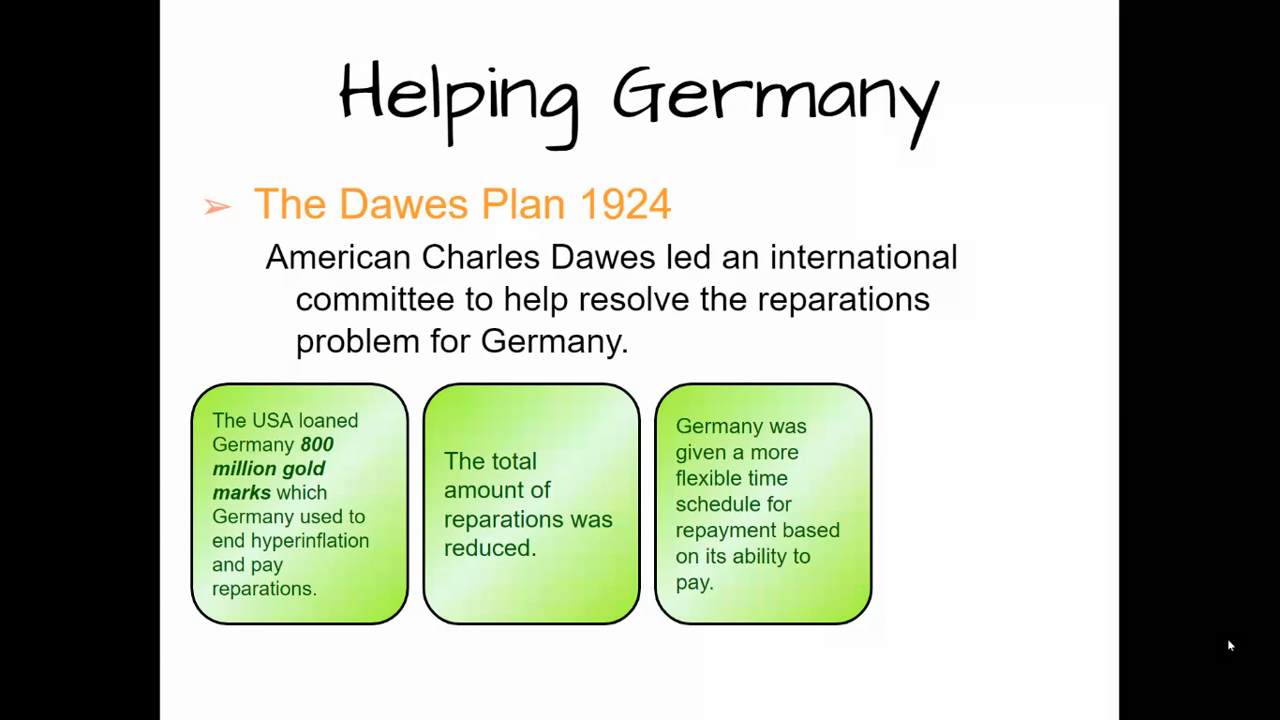 Helping Germany
➢ The Dawes Plan 1924
American Charles Dawes led an international
committee to help resolve the reparations
problem for Germany.
The USA loaned
Germany 800
million gold
marks which
Germany used to
end hyperinflation
and pay
reparations.
The total
amount of
reparations was
reduced.
Germany was
given a more
flexible time
schedule for
repayment based
on its ability to
pay.